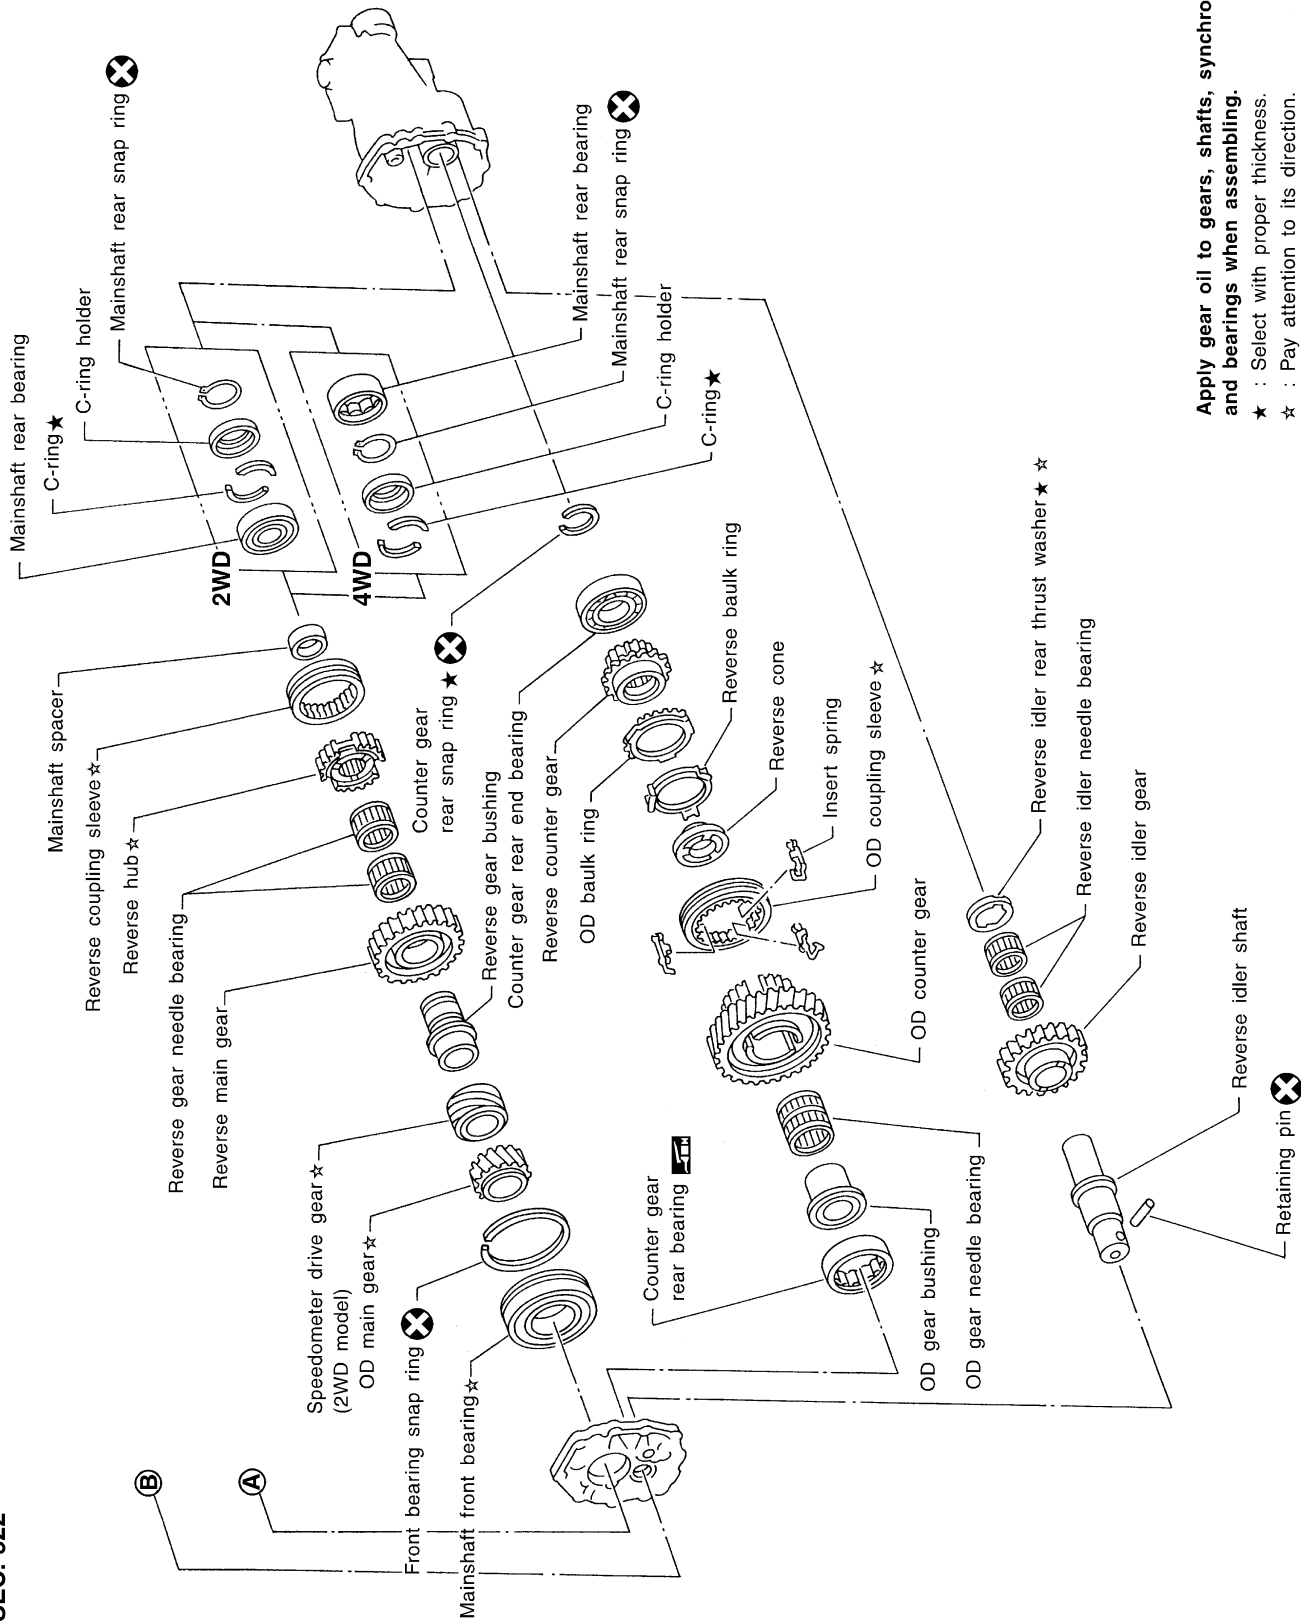 SEC. 322
B
A
Mainshaft rear bearing
C-ring★
C-ring holder
Mainshaft rear snap ring
2WD
4WD
Mainshaft rear bearing
Mainshaft rear snap ring
C-ring holder
C-ring★
Mainshaft spacer
Reverse coupling sleeve☆
Reverse hub☆
Reverse gear needle bearing
Reverse main gear
Speedometer drive gear☆
(2WD model)
OD main gear☆
Front bearing snap ring
Mainshaft front bearing☆
Counter gear
rear snap ring★
Reverse gear bushing
Counter gear rear end bearing
Reverse counter gear
OD baulk ring
Reverse baulk ring
Reverse cone
Insert spring
OD coupling sleeve☆
OD counter gear
Counter gear
rear bearing
OD gear bushing
OD gear needle bearing
Reverse idler rear thrust washer★☆
Reverse idler needle bearing
Reverse idler gear
Reverse idler shaft
Retaining pin
Apply gear oil to gears, shafts, synchro
and bearings when assembling.
★ : Select with proper thickness.
☆ : Pay attention to its direction.